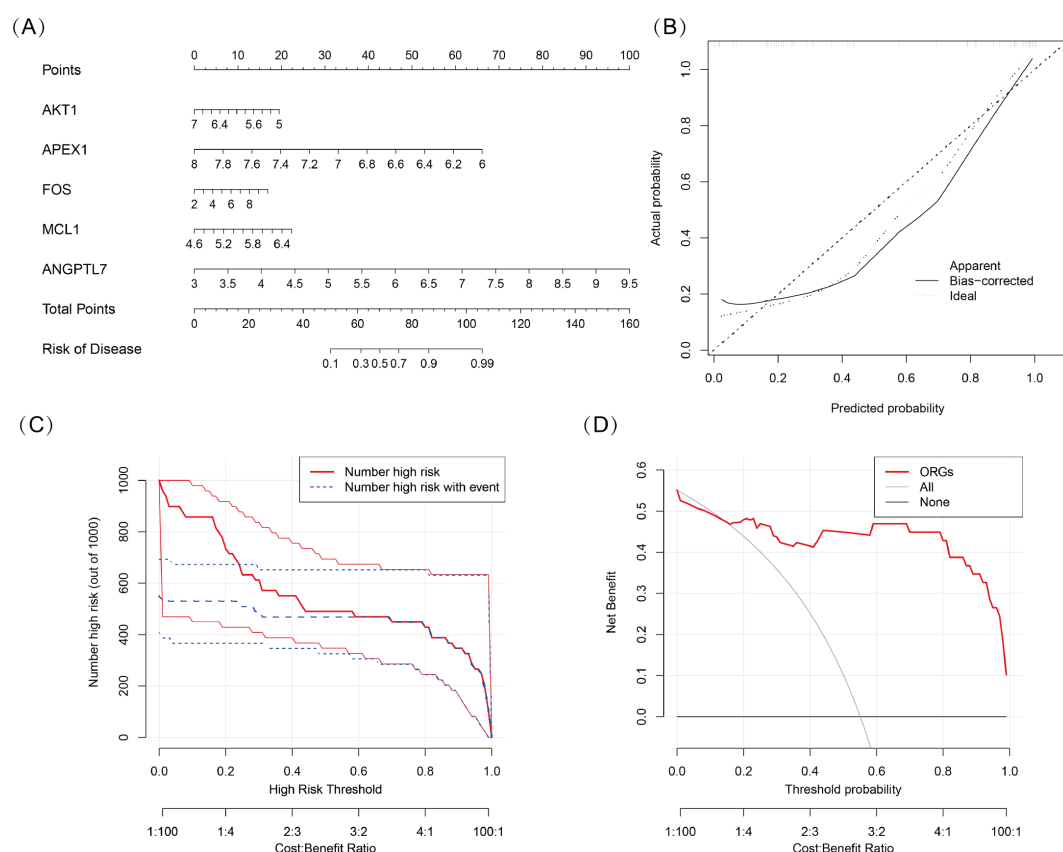 (A)
0 20 40 60 80 100
Points
AKT1
7 6.4 5.6 5
APEX1
8 7.8 7.6 7.4 7.2 7 6.8 6.6 6.4 6.2 6
FOS
2 4 6 8
MCL1
4.6 5.2 5.8 6.4
ANGPTL7
3 3.5 4 4.5 5 5.5 6 6.5 7 7.5 8 8.5 9 9.5
Total Points
0 20 40 60 80 100 120 140 160
Risk of Disease
0.1 0.3 0.5 0.7 0.9 0.99
(B)
Actual probability
1.0
0.8
0.6
0.4
0.2
0.0
Apparent
Bias-corrected
Ideal
0.0 0.2 0.4 0.6 0.8 1.0
Predicted probability
(C)
Number high risk (out of 1000)
1000
800
600
400
200
0
Number high risk
Number high risk with event
0.0 0.2 0.4 0.6 0.8 1.0
High Risk Threshold
1:100 1:4 2:3 3:2 4:1 100:1
Cost:Benefit Ratio
(D)
Net Benefit
0.6
0.5
0.4
0.3
0.2
0.1
0.0
ORGs
All
None
0.0 0.2 0.4 0.6 0.8 1.0
Threshold probability
1:100 1:4 2:3 3:2 4:1 100:1
Cost:Benefit Ratio